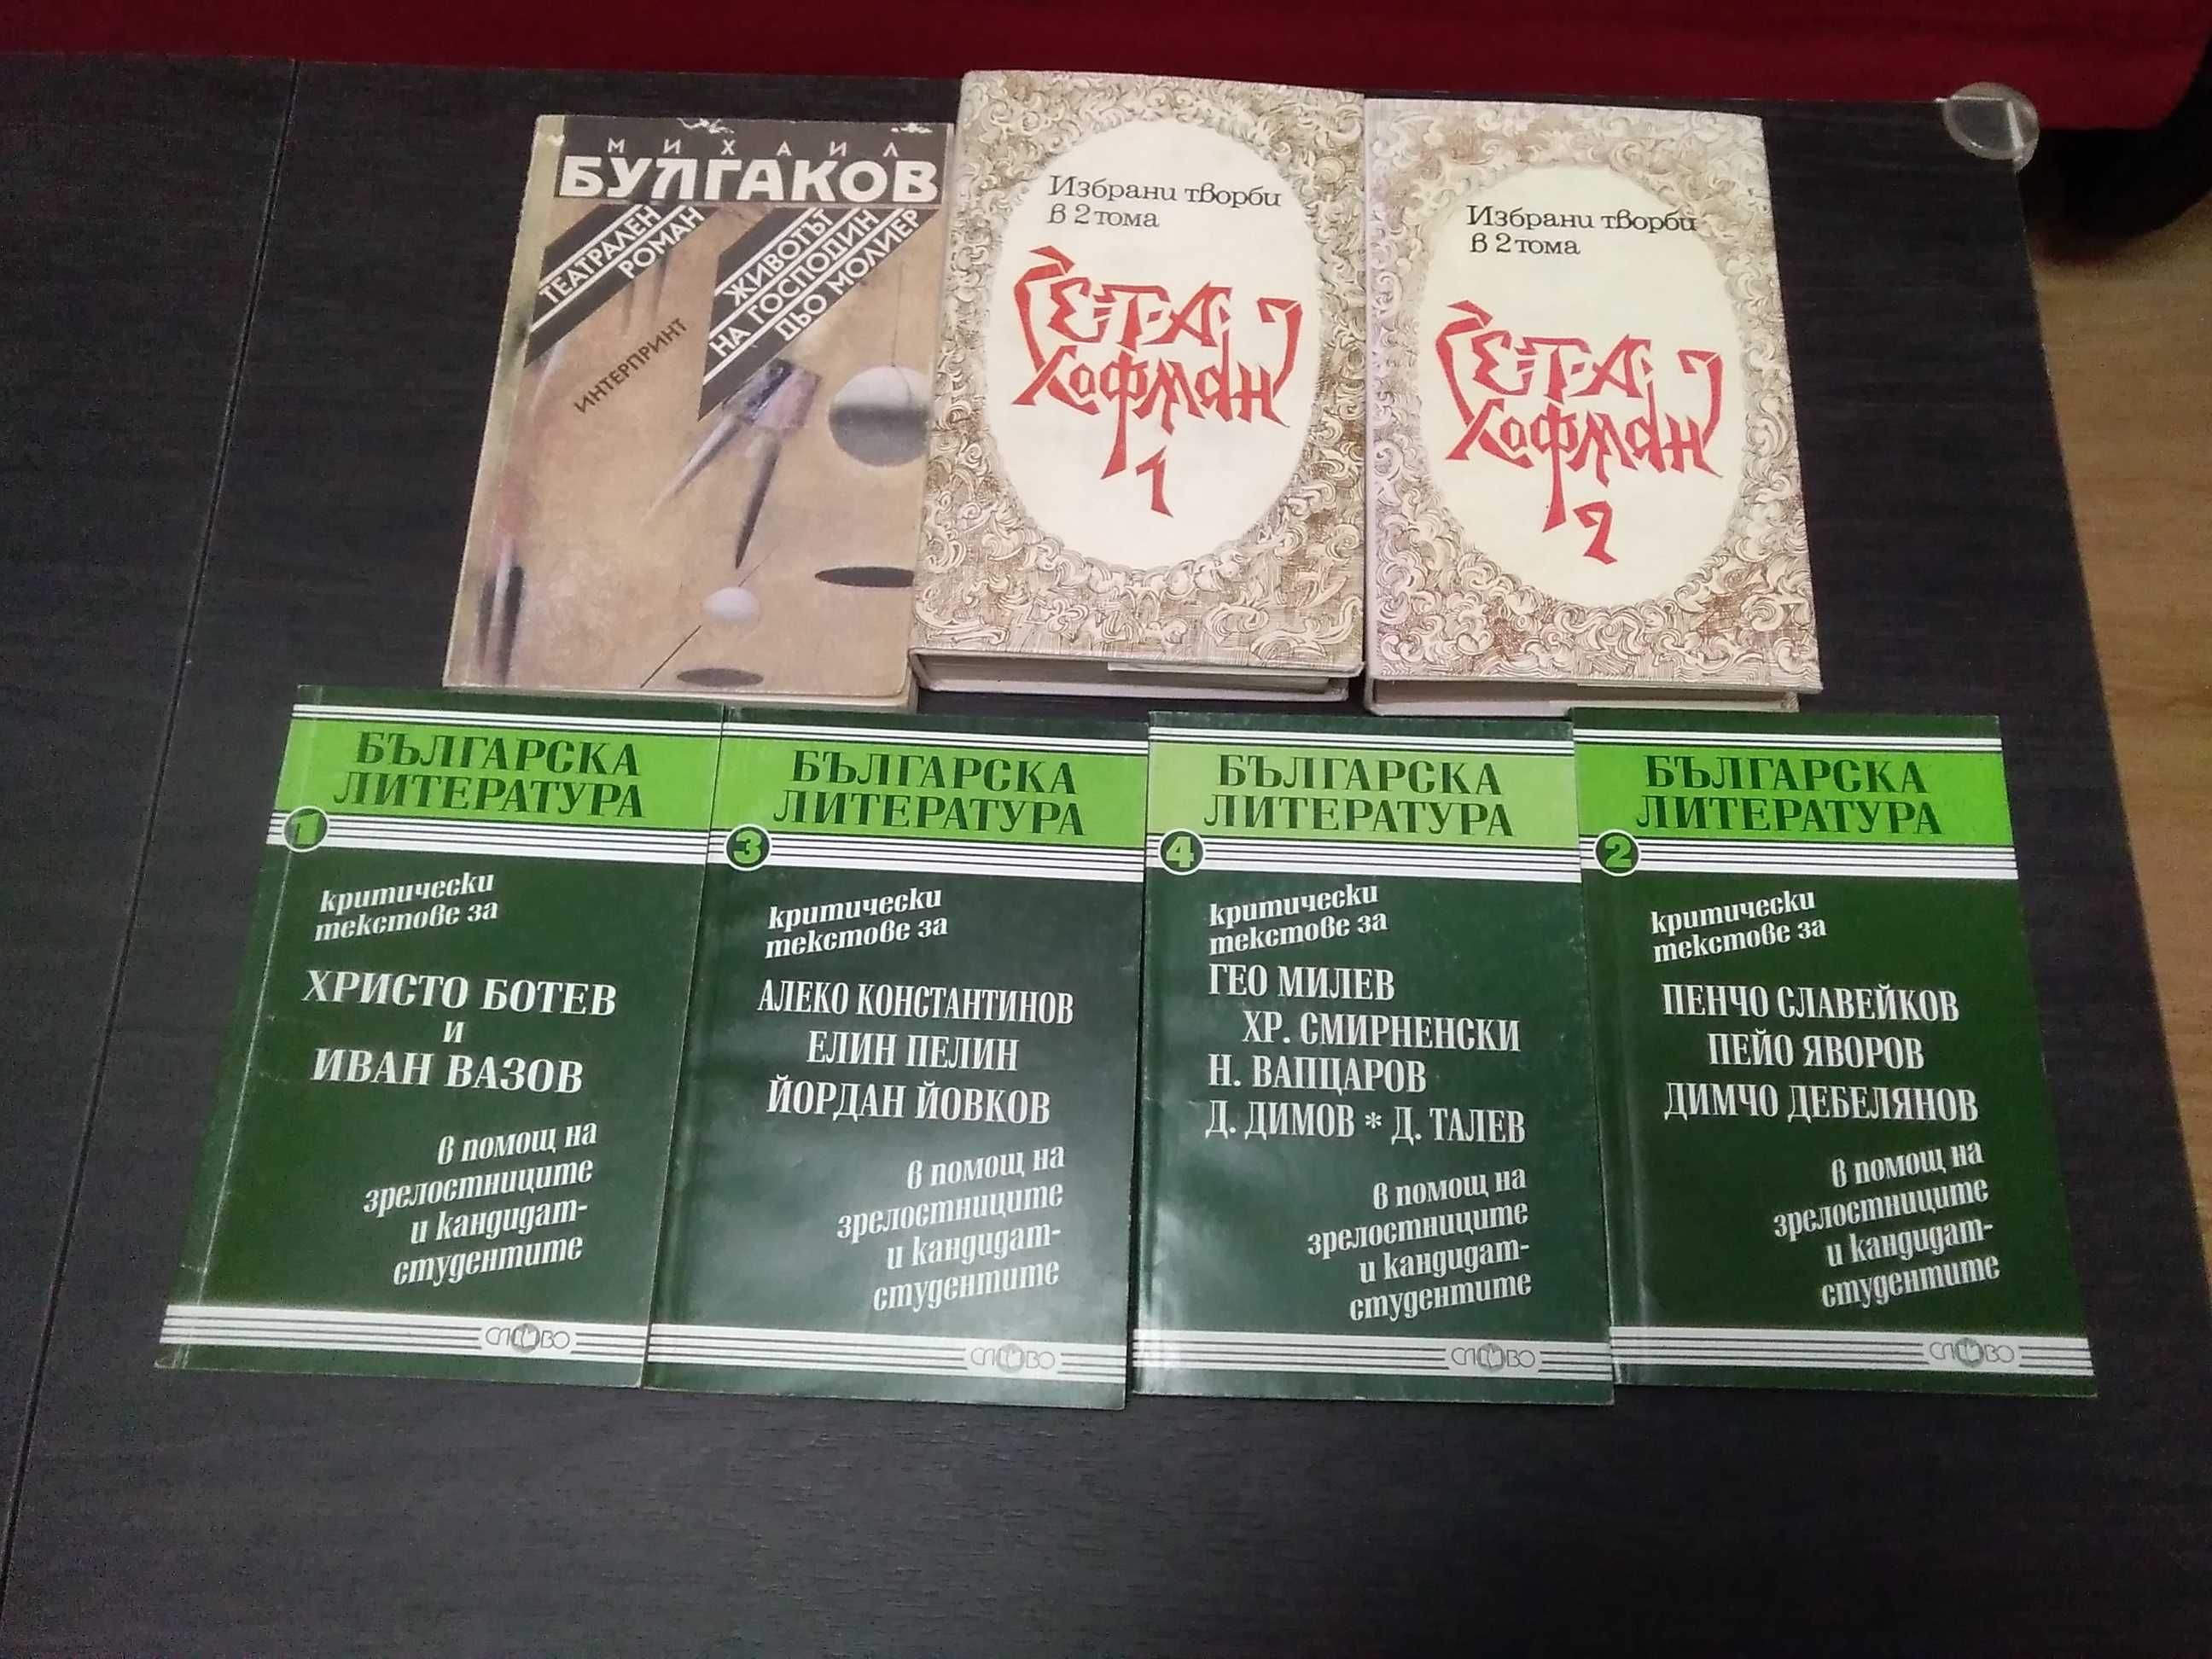 МИХАИЛ
БУЛГАКОВ
ТЕАТРАЛЕН
РОМАН
ЖИВОТЪТ
НА ГОСПОДИН
ДЬО МОЛИЕР
ИНТЕРПРИНТ
Избрани творби
в 2 тома
Е·Т·А·
Хофман
1
Избрани творби
в 2 тома
Е·Т·А·
Хофман
2
БЪЛГАРСКА
ЛИТЕРАТУРА
1
критически
текстове за
ХРИСТО БОТЕВ
и
ИВАН ВАЗОВ
в помощ на
зрелостниците
и кандидат-
студентите
СЛОВО
БЪЛГАРСКА
ЛИТЕРАТУРА
3
критически
текстове за
АЛЕКО КОНСТАНТИНОВ
ЕЛИН ПЕЛИН
ЙОРДАН ЙОВКОВ
в помощ на
зрелостниците
и кандидат-
студентите
СЛОВО
БЪЛГАРСКА
ЛИТЕРАТУРА
4
критически
текстове за
ГЕО МИЛЕВ
ХР. СМИРНЕНСКИ
Н. ВАПЦАРОВ
Д. ДИМОВ * Д. ТАЛЕВ
в помощ на
зрелостниците
и кандидат-
студентите
СЛОВО
БЪЛГАРСКА
ЛИТЕРАТУРА
2
критически
текстове за
ПЕНЧО СЛАВЕЙКОВ
ПЕЙО ЯВОРОВ
ДИМЧО ДЕБЕЛЯНОВ
в помощ на
зрелостниците
и кандидат-
студентите
СЛОВО